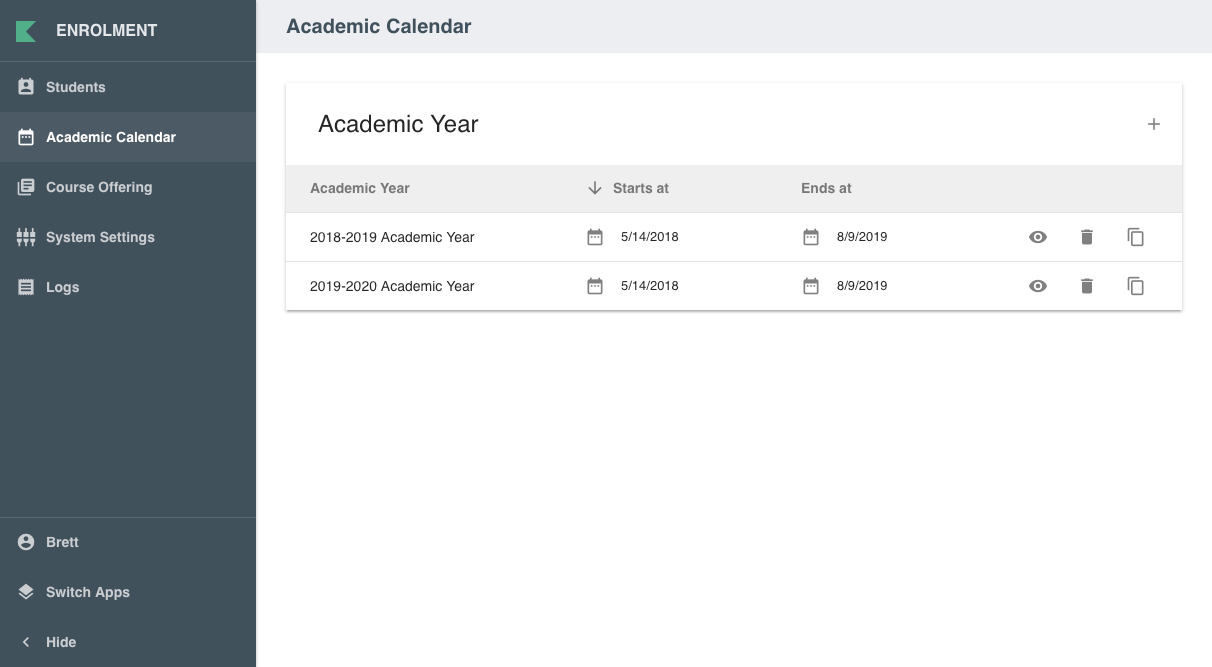 ENROLMENT
Students
Academic Calendar
Course Offering
System Settings
Logs
Brett
Switch Apps
Hide
Academic Calendar
Academic Year
Academic Year Starts at Ends at
2018-2019 Academic Year 5/14/2018 8/9/2019
2019-2020 Academic Year 5/14/2018 8/9/2019